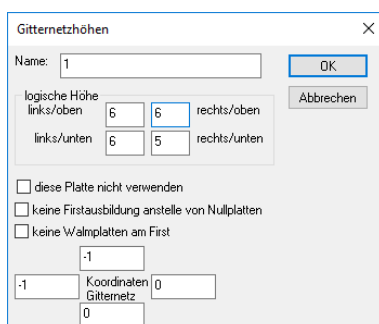 Gitternetzhöhen
Name: 1
OK
Abbrechen
logische Höhe
links/oben 6 6 rechts/oben
links/unten 6 5 rechts/unten
diese Platte nicht verwenden
keine Firstausbildung anstelle von Nullplatten
keine Walmplatten am First
-1
-1 Koordinaten 0
Gitternetz
0